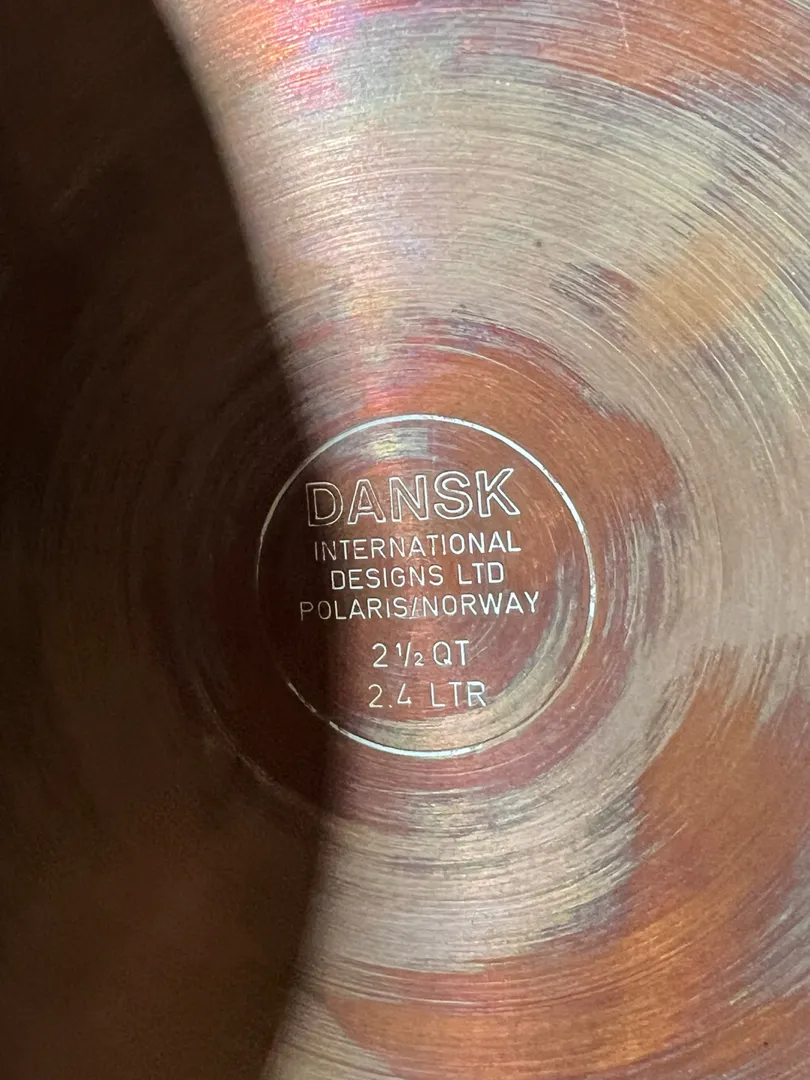 DANSK
INTERNATIONAL
DESIGNS LTD
POLARIS/NORWAY
2 1/2 QT
2.4 LTR